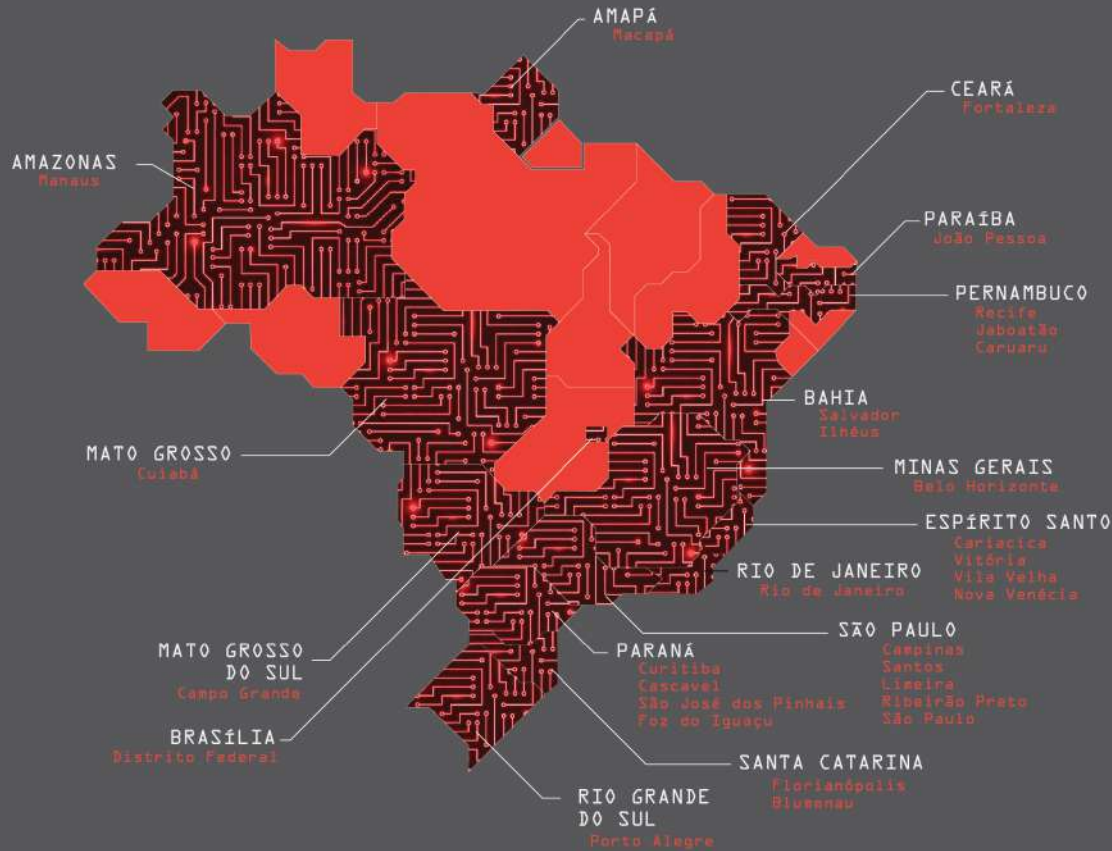 AMAPÁ
Macapá
CEARÁ
Fortaleza
AMAZONAS
Manaus
PARAÍBA
João Pessoa
PERNAMBUCO
Recife
Jaboatão
Caruaru
BAHIA
Salvador
Ilhéus
MATO GROSSO
Cuiabá
MINAS GERAIS
Belo Horizonte
ESPÍRITO SANTO
Cariacica
Vitória
Vila Velha
Nova Venécia
RIO DE JANEIRO
Rio de Janeiro
SÃO PAULO
Campinas
Santos
Limeira
Ribeirão Preto
São Paulo
MATO GROSSO
DO SUL
Campo Grande
PARANÁ
Curitiba
Cascavel
São José dos Pinhais
Foz do Iguaçu
BRASÍLIA
Distrito Federal
SANTA CATARINA
Florianópolis
Blumenau
RIO GRANDE
DO SUL
Porto Alegre